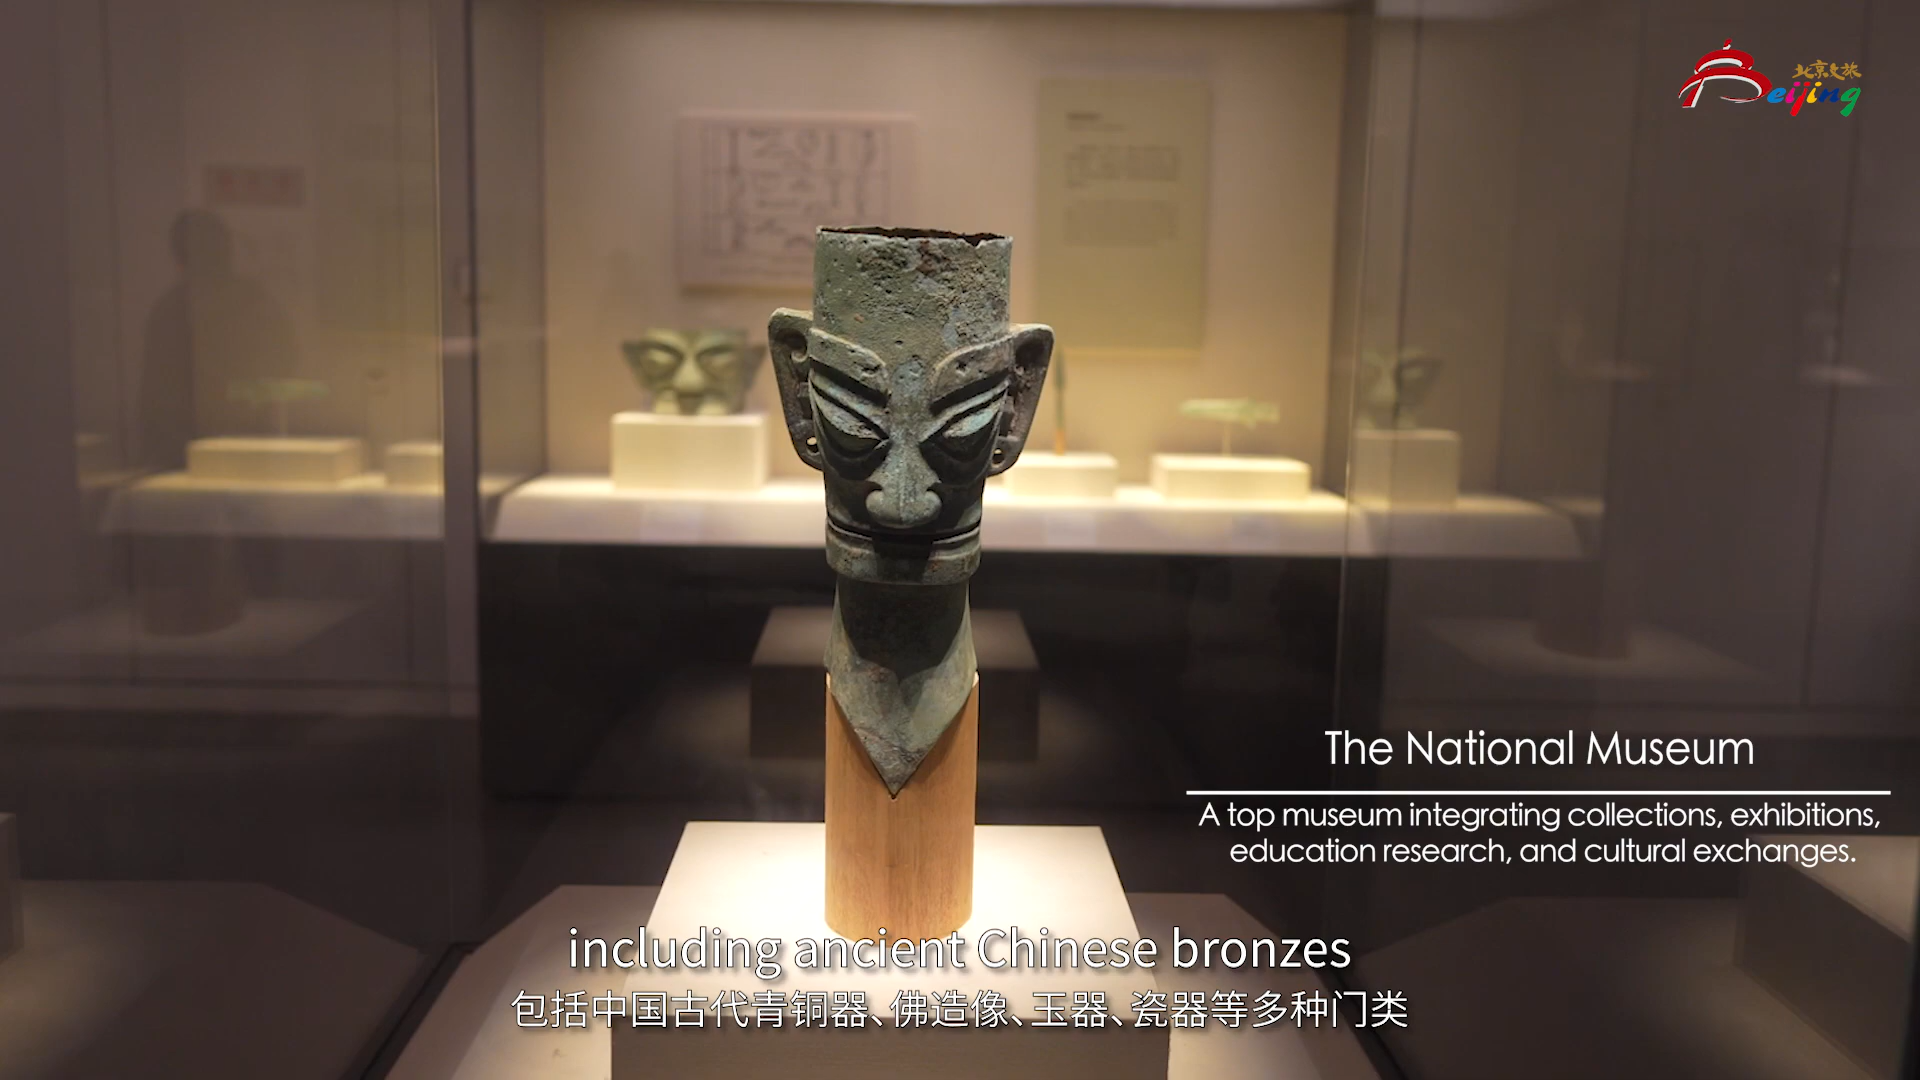 北京文旅
Beijing
The National Museum
A top museum integrating collections, exhibitions,
education research, and cultural exchanges.
including ancient Chinese bronzes
包括中国古代青铜器、佛造像、玉器、瓷器等多种门类